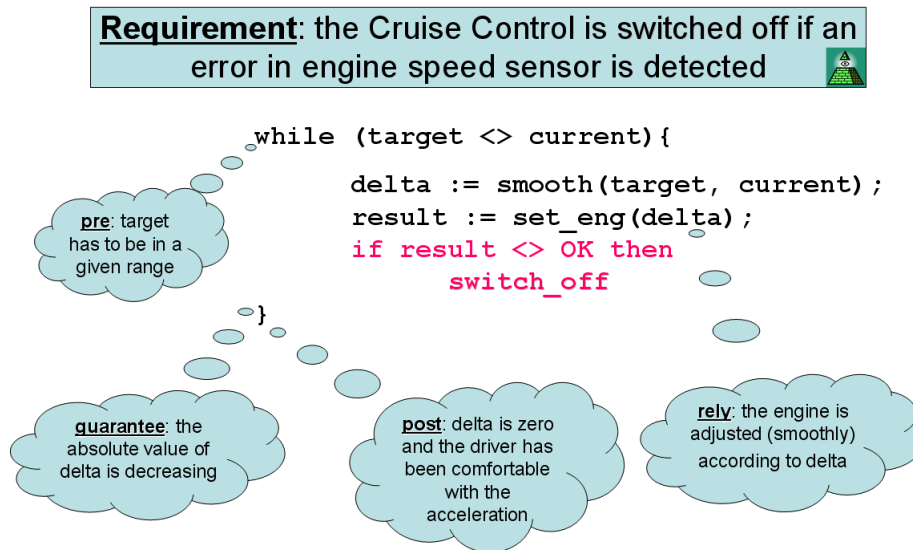 Requirement: the Cruise Control is switched off if an
error in engine speed sensor is detected
while (target <> current){
delta := smooth(target, current);
result := set_eng(delta);
if result <> OK then
switch_off
}
pre: target
has to be in a
given range
guarantee: the
absolute value of
delta is decreasing
post: delta is zero
and the driver has
been comfortable
with the
acceleration
rely: the engine is
adjusted (smoothly)
according to delta